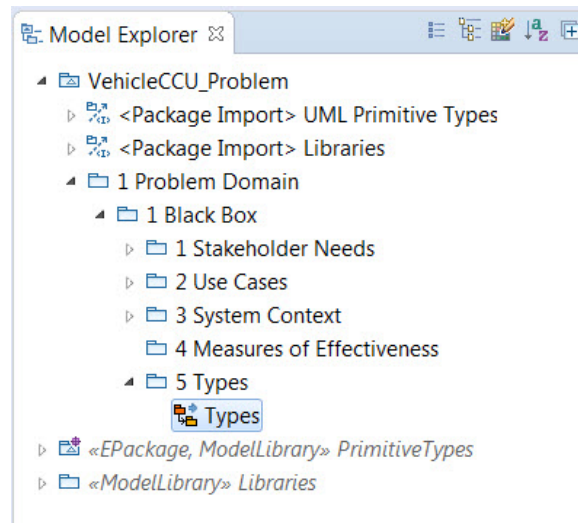 Model Explorer
VehicleCCU_Problem
<Package Import> UML Primitive Types
<Package Import> Libraries
1 Problem Domain
1 Black Box
1 Stakeholder Needs
2 Use Cases
3 System Context
4 Measures of Effectiveness
5 Types
Types
«EPackage, ModelLibrary» PrimitiveTypes
«ModelLibrary» Libraries